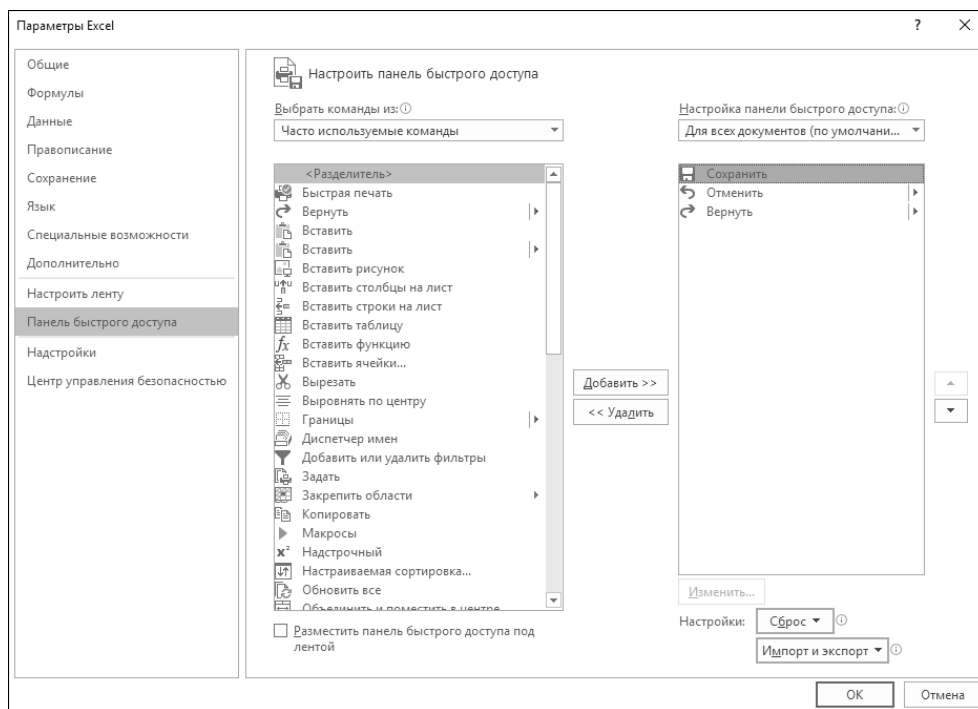 Параметры Excel
?
Общие
Формулы
Данные
Правописание
Сохранение
Язык
Специальные возможности
Дополнительно
Настроить ленту
Панель быстрого доступа
Надстройки
Центр управления безопасностью
Настроить панель быстрого доступа
Выбрать команды из:
Часто используемые команды
<Разделитель>
Быстрая печать
Вернуть
Вставить
Вставить
Вставить рисунок
Вставить столбцы на лист
Вставить строки на лист
Вставить таблицу
Вставить функцию
Вставить ячейки...
Вырезать
Выровнять по центру
Границы
Диспетчер имен
Добавить или удалить фильтры
Задать
Закрепить области
Копировать
Макросы
Надстрочный
Настраиваемая сортировка...
Обновить все
Объединить и поместить в центре
Разместить панель быстрого доступа под
лентой
Добавить >>
<< Удалить
Настройка панели быстрого доступа:
Для всех документов (по умолчани...
Сохранить
Отменить
Вернуть
Изменить...
Настройки:
Сброс
Импорт и экспорт
ОК
Отмена